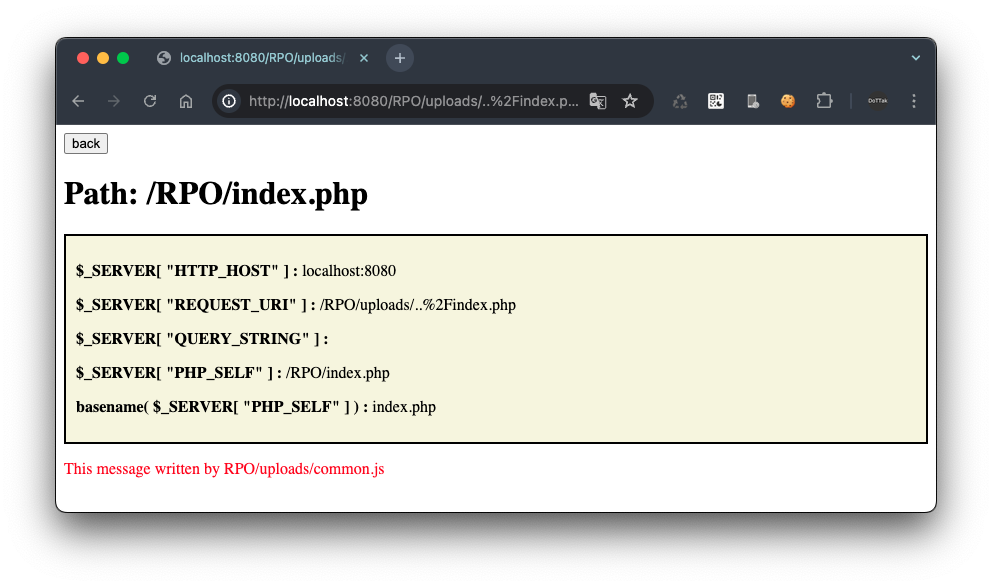 localhost:8080/RPO/uploads/
http://localhost:8080/RPO/uploads/..%2Findex.p...
DoTTak
back
Path: /RPO/index.php
$_SERVER[ "HTTP_HOST" ] : localhost:8080
$_SERVER[ "REQUEST_URI" ] : /RPO/uploads/..%2Findex.php
$_SERVER[ "QUERY_STRING" ] :
$_SERVER[ "PHP_SELF" ] : /RPO/index.php
basename( $_SERVER[ "PHP_SELF" ] ) : index.php
This message written by RPO/uploads/common.js